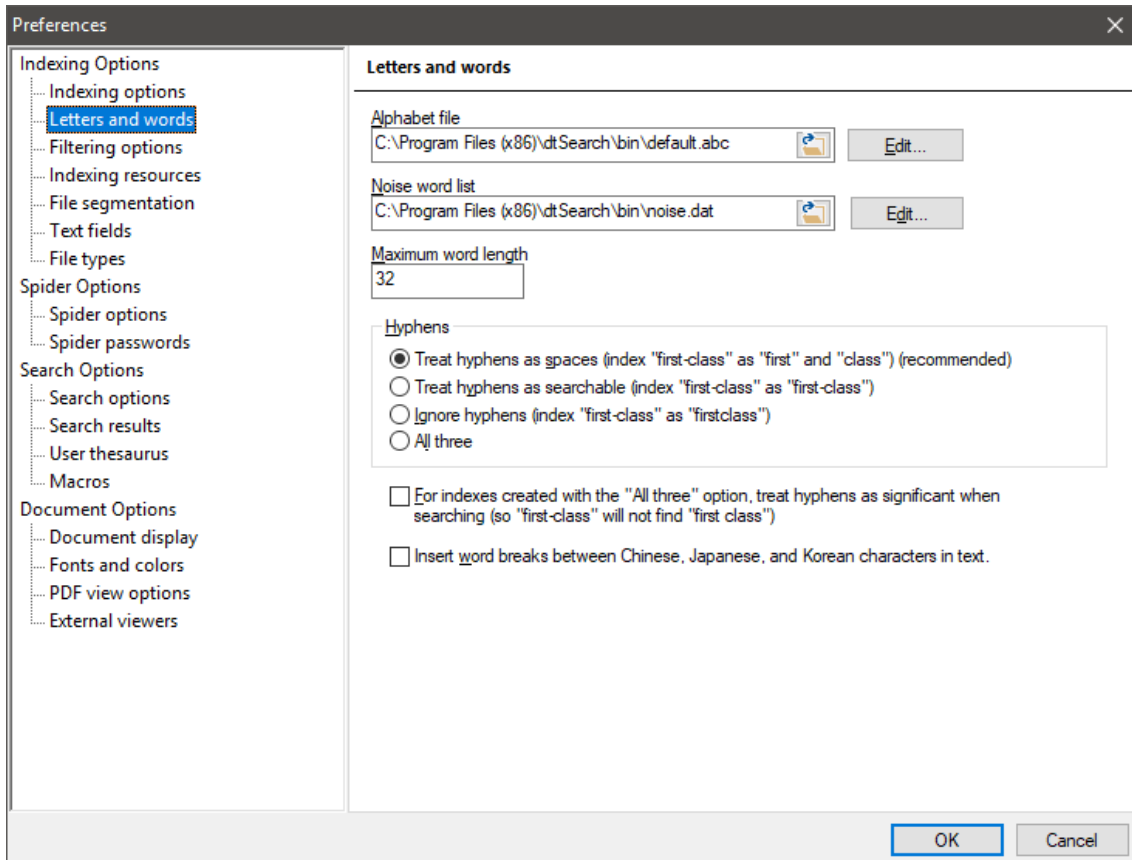 Preferences
Indexing Options
Indexing options
Letters and words
Filtering options
Indexing resources
File segmentation
Text fields
File types
Spider Options
Spider options
Spider passwords
Search Options
Search options
Search results
User thesaurus
Macros
Document Options
Document display
Fonts and colors
PDF view options
External viewers
Letters and words
Alphabet file
C:\Program Files (x86)\dtSearch\bin\default.abc
Edit...
Noise word list
C:\Program Files (x86)\dtSearch\bin\noise.dat
Edit...
Maximum word length
32
Hyphens
Treat hyphens as spaces (index "first-class" as "first" and "class") (recommended)
Treat hyphens as searchable (index "first-class" as "first-class")
Ignore hyphens (index "first-class" as "firstclass")
All three
For indexes created with the "All three" option, treat hyphens as significant when
searching (so "first-class" will not find "first class")
Insert word breaks between Chinese, Japanese, and Korean characters in text.
OK
Cancel